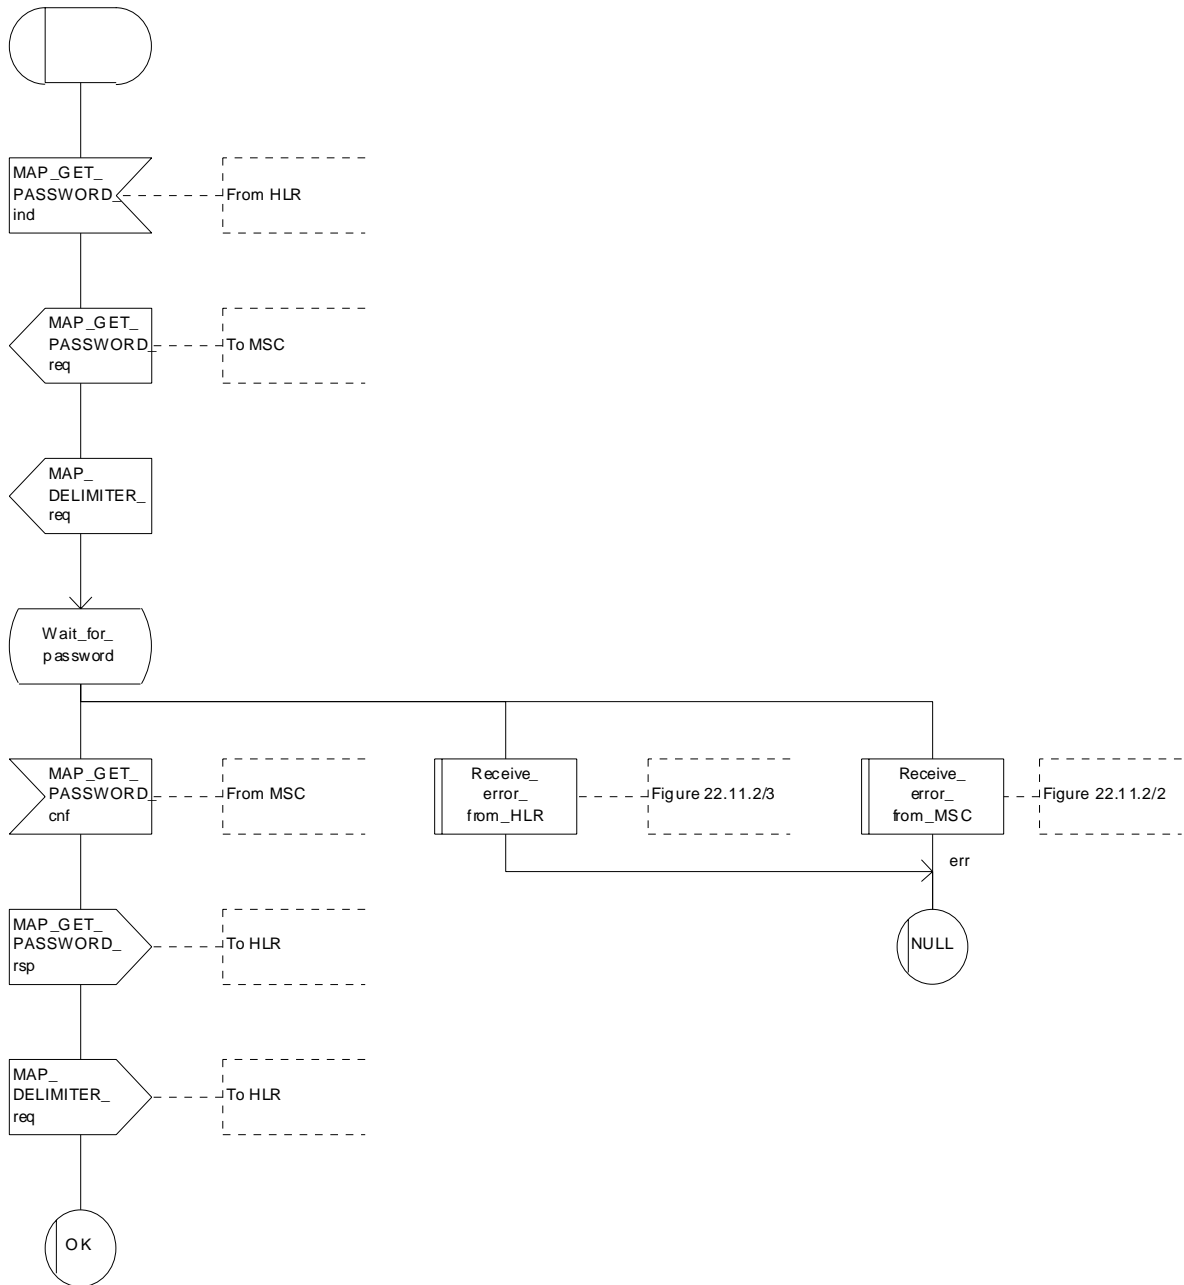 MAP_GET_
PASSWORD_
ind
From HLR
MAP_GET_
PASSWORD_
req
To MSC
MAP_
DELIMITER_
req
Wait_for_
password
MAP_GET_
PASSWORD_
cnf
From MSC
Receive_
error_
from_HLR
Figure 22.11.2/3
Receive_
error_
from_MSC
Figure 22.11.2/2
err
MAP_GET_
PASSWORD_
rsp
To HLR
NULL
MAP_
DELIMITER_
req
To HLR
OK